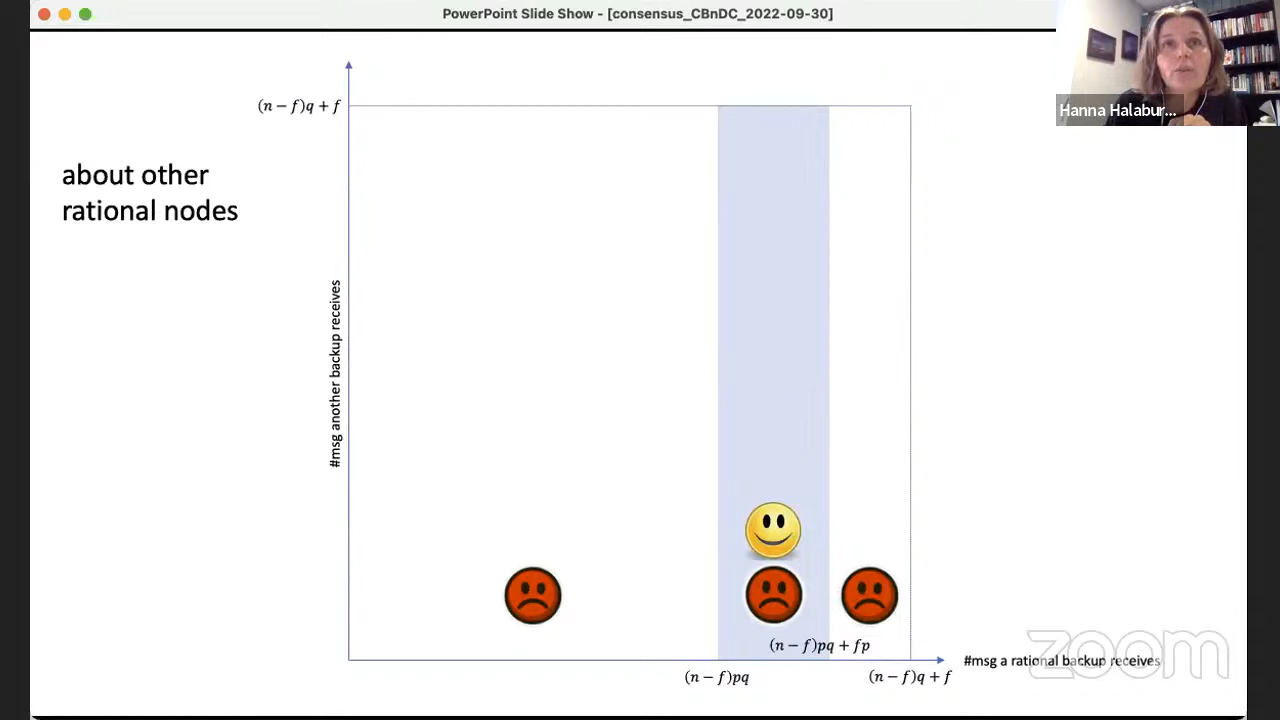 PowerPoint Slide Show - [consensus_CBnDC_2022-09-30]
Hanna Halabur...
(n − f)q + f
about other
rational nodes
#msg another backup receives
(n − f)pq + fp
#msg a rational backup receives
(n − f)pq
(n − f)q + f
zoom